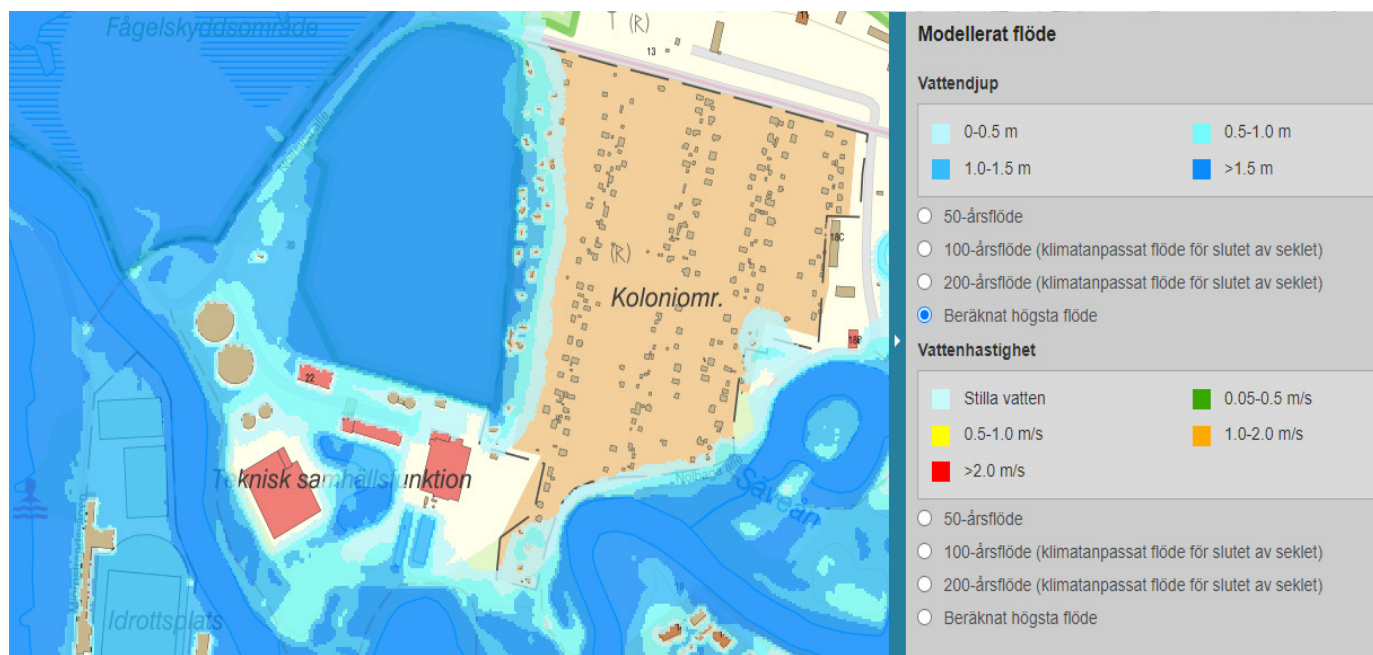 Fågelskyddsområde
(R)
13
11
18C
(R)
Koloniomr.
20
18B
22
Teknisk samhällsfunktion
Säveån
Idrottsplats
Modellerat flöde
Vattendjup
0-0.5 m
0.5-1.0 m
1.0-1.5 m
>1.5 m
50-årsflöde
100-årsflöde (klimatanpassat flöde för slutet av seklet)
200-årsflöde (klimatanpassat flöde för slutet av seklet)
Beräknat högsta flöde
Vattenhastighet
Stilla vatten
0.05-0.5 m/s
0.5-1.0 m/s
1.0-2.0 m/s
>2.0 m/s
50-årsflöde
100-årsflöde (klimatanpassat flöde för slutet av seklet)
200-årsflöde (klimatanpassat flöde för slutet av seklet)
Beräknat högsta flöde